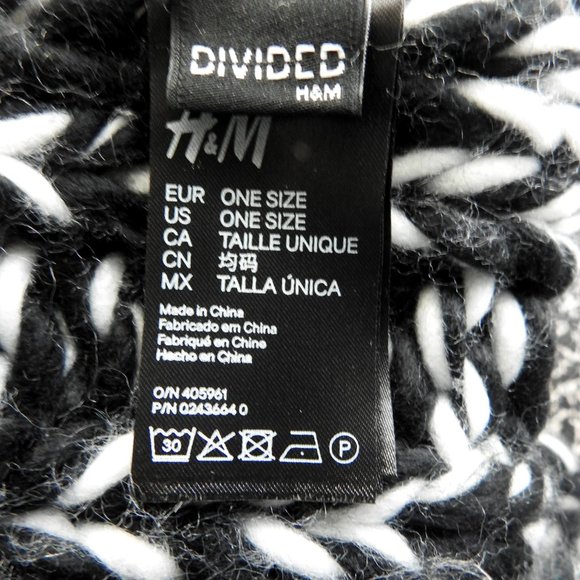 DIVIDED
H&M
H&M
EUR ONE SIZE
US ONE SIZE
CA TAILLE UNIQUE
CN 均码
MX TALLA ÚNICA
Made in China
Fabricado em China
Fabriqué en Chine
Hecho en China
O/N 405961
P/N 0243664 0
30 P